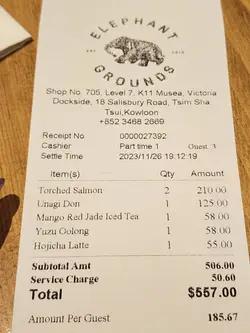 ELEPHANT
EST 2013
GROUNDS
Shop No. 705, Level 7, K11 Musea, Victoria
Dockside, 18 Salisbury Road, Tsim Sha
Tsui,Kowloon
+852 3468 2669
Receipt No 0000027392
Cashier Part time 1 Guest :3
Settle Time 2023/11/26 19:12:19
Item(s) Qty Amount
Torched Salmon 2 210.00
Unagi Don 1 125.00
Mango Red Jade Iced Tea 1 58.00
Yuzu Oolong 1 58.00
Hojicha Latte 1 55.00
Subtotal Amt 506.00
Service Charge 50.60
Total $557.00
Amount Per Guest 185.67